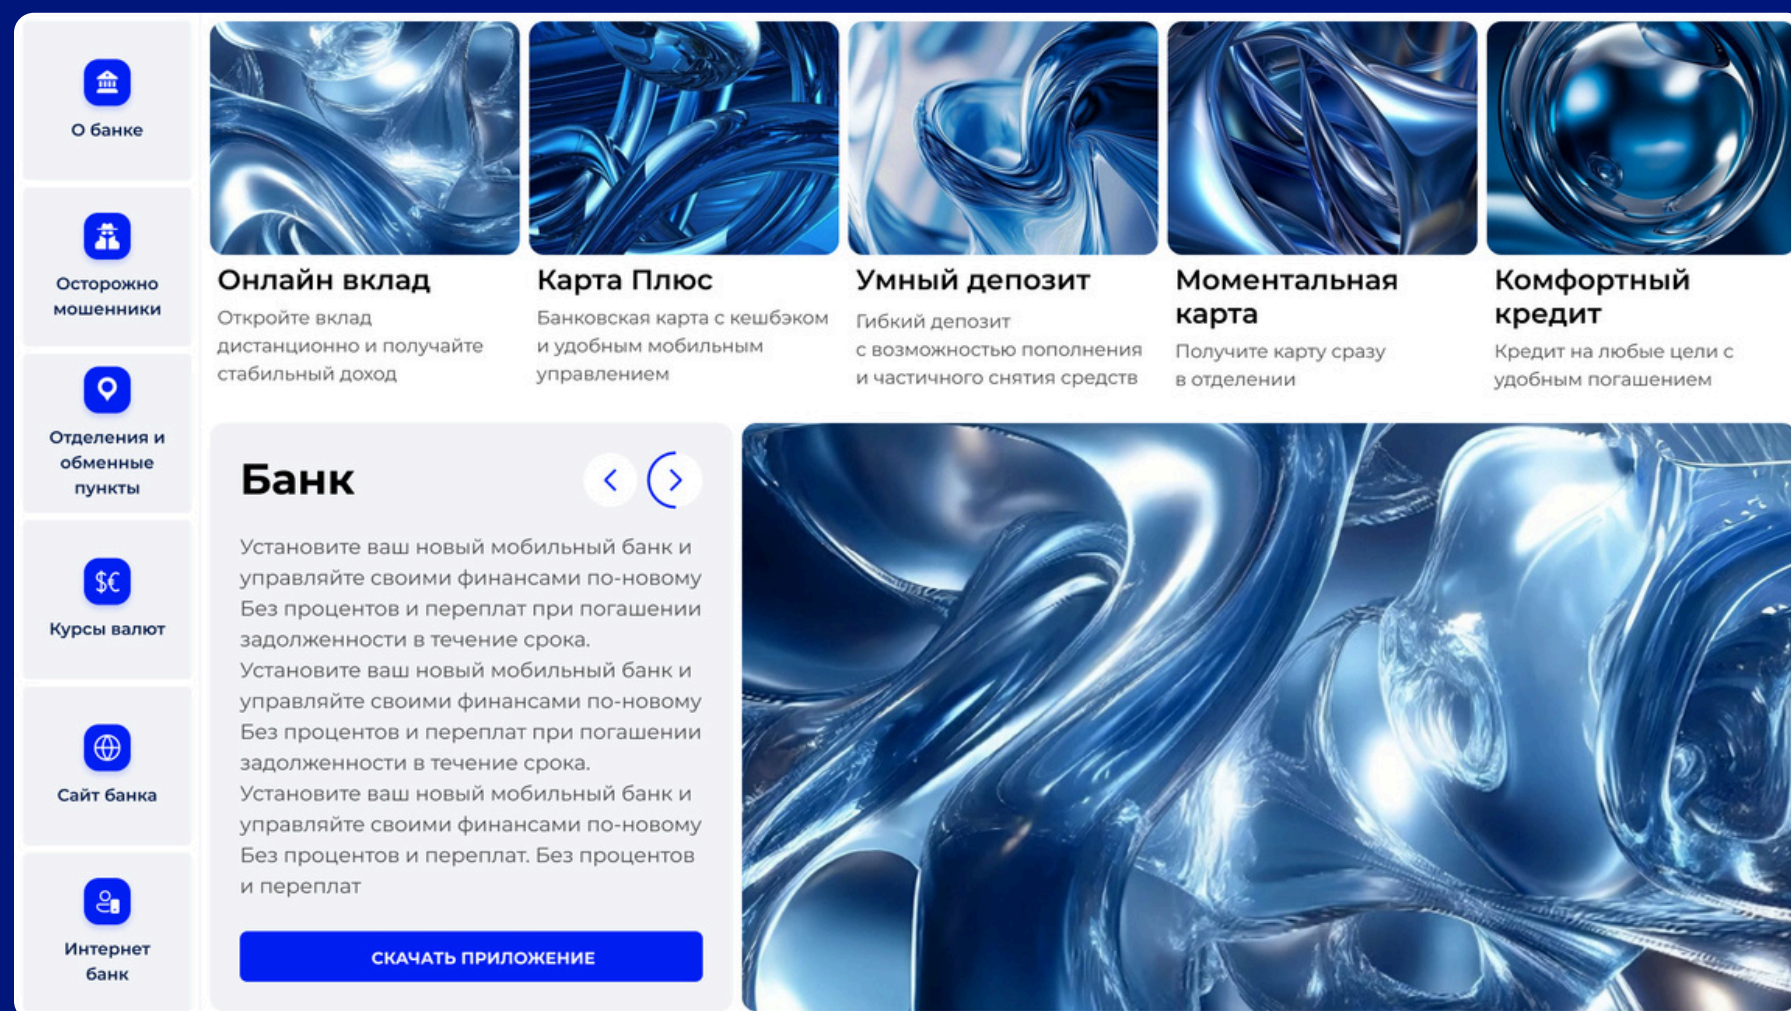 О банке
Осторожно
мошенники
Отделения и
обменные
пункты
$€
Курсы валют
Сайт банка
Интернет
банк
Онлайн вклад
Откройте вклад
дистанционно и получайте
стабильный доход
Карта Плюс
Банковская карта с кешбэком
и удобным мобильным
управлением
Умный депозит
Гибкий депозит
с возможностью пополнения
и частичного снятия средств
Моментальная
карта
Получите карту сразу
в отделении
Комфортный
кредит
Кредит на любые цели с
удобным погашением
Банк
Установите ваш новый мобильный банк и
управляйте своими финансами по-новому
Без процентов и переплат при погашении
задолженности в течение срока.
Установите ваш новый мобильный банк и
управляйте своими финансами по-новому
Без процентов и переплат при погашении
задолженности в течение срока.
Установите ваш новый мобильный банк и
управляйте своими финансами по-новому
Без процентов и переплат. Без процентов
и переплат
СКАЧАТЬ ПРИЛОЖЕНИЕ